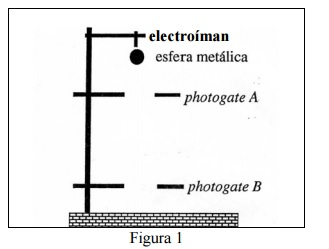 electroíman
esfera metálica
photogate A
photogate B
Figura 1